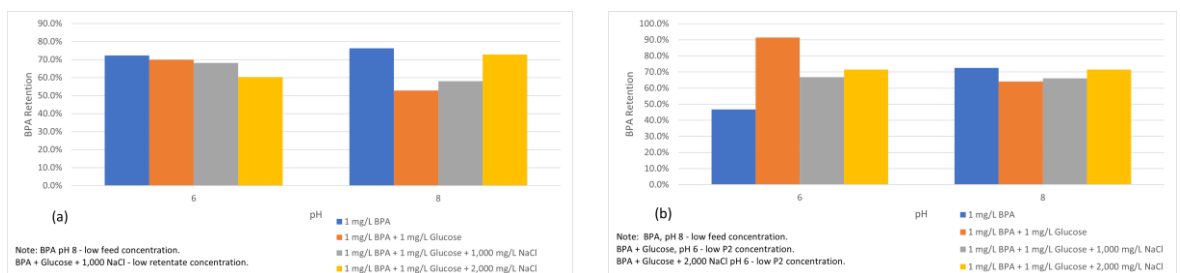 90.0%
80.0%
70.0%
60.0%
50.0%
40.0%
30.0%
20.0%
10.0%
0.0%
BPA Retention
6
8
pH
(a)
1 mg/L BPA
1 mg/L BPA + 1 mg/L Glucose
1 mg/L BPA + 1 mg/L Glucose + 1,000 mg/L NaCl
1 mg/L BPA + 1 mg/L Glucose + 2,000 mg/L NaCl
Note: BPA pH 8 - low feed concentration.
BPA + Glucose + 1,000 NaCl - low retentate concentration.
100.0%
90.0%
80.0%
70.0%
60.0%
50.0%
40.0%
30.0%
20.0%
10.0%
0.0%
BPA Retention
6
8
pH
(b)
1 mg/L BPA
1 mg/L BPA + 1 mg/L Glucose
1 mg/L BPA + 1 mg/L Glucose + 1,000 mg/L NaCl
1 mg/L BPA + 1 mg/L Glucose + 2,000 mg/L NaCl
Note: BPA, pH 8 - low feed concentration.
BPA + Glucose, pH 6 - low P2 concentration.
BPA + Glucose + 2,000 NaCl pH 6 - low P2 concentration.